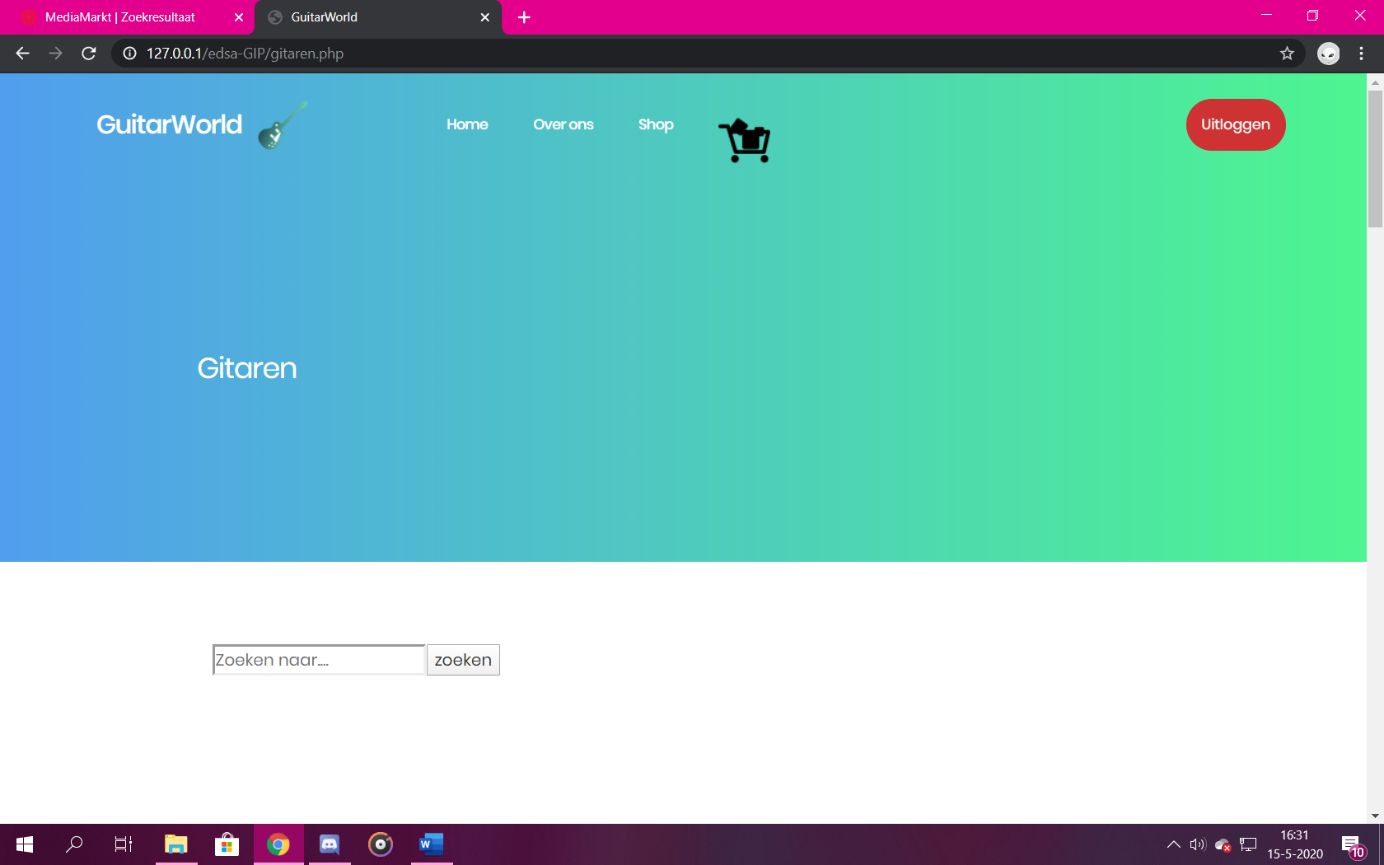 MediaMarkt | Zoekresultaat
GuitarWorld
127.0.0.1/edsa-GIP/gitaren.php
GuitarWorld
Home
Over ons
Shop
Uitloggen
Gitaren
Zoeken naar....
zoeken
W
16:31
15-5-2020
10